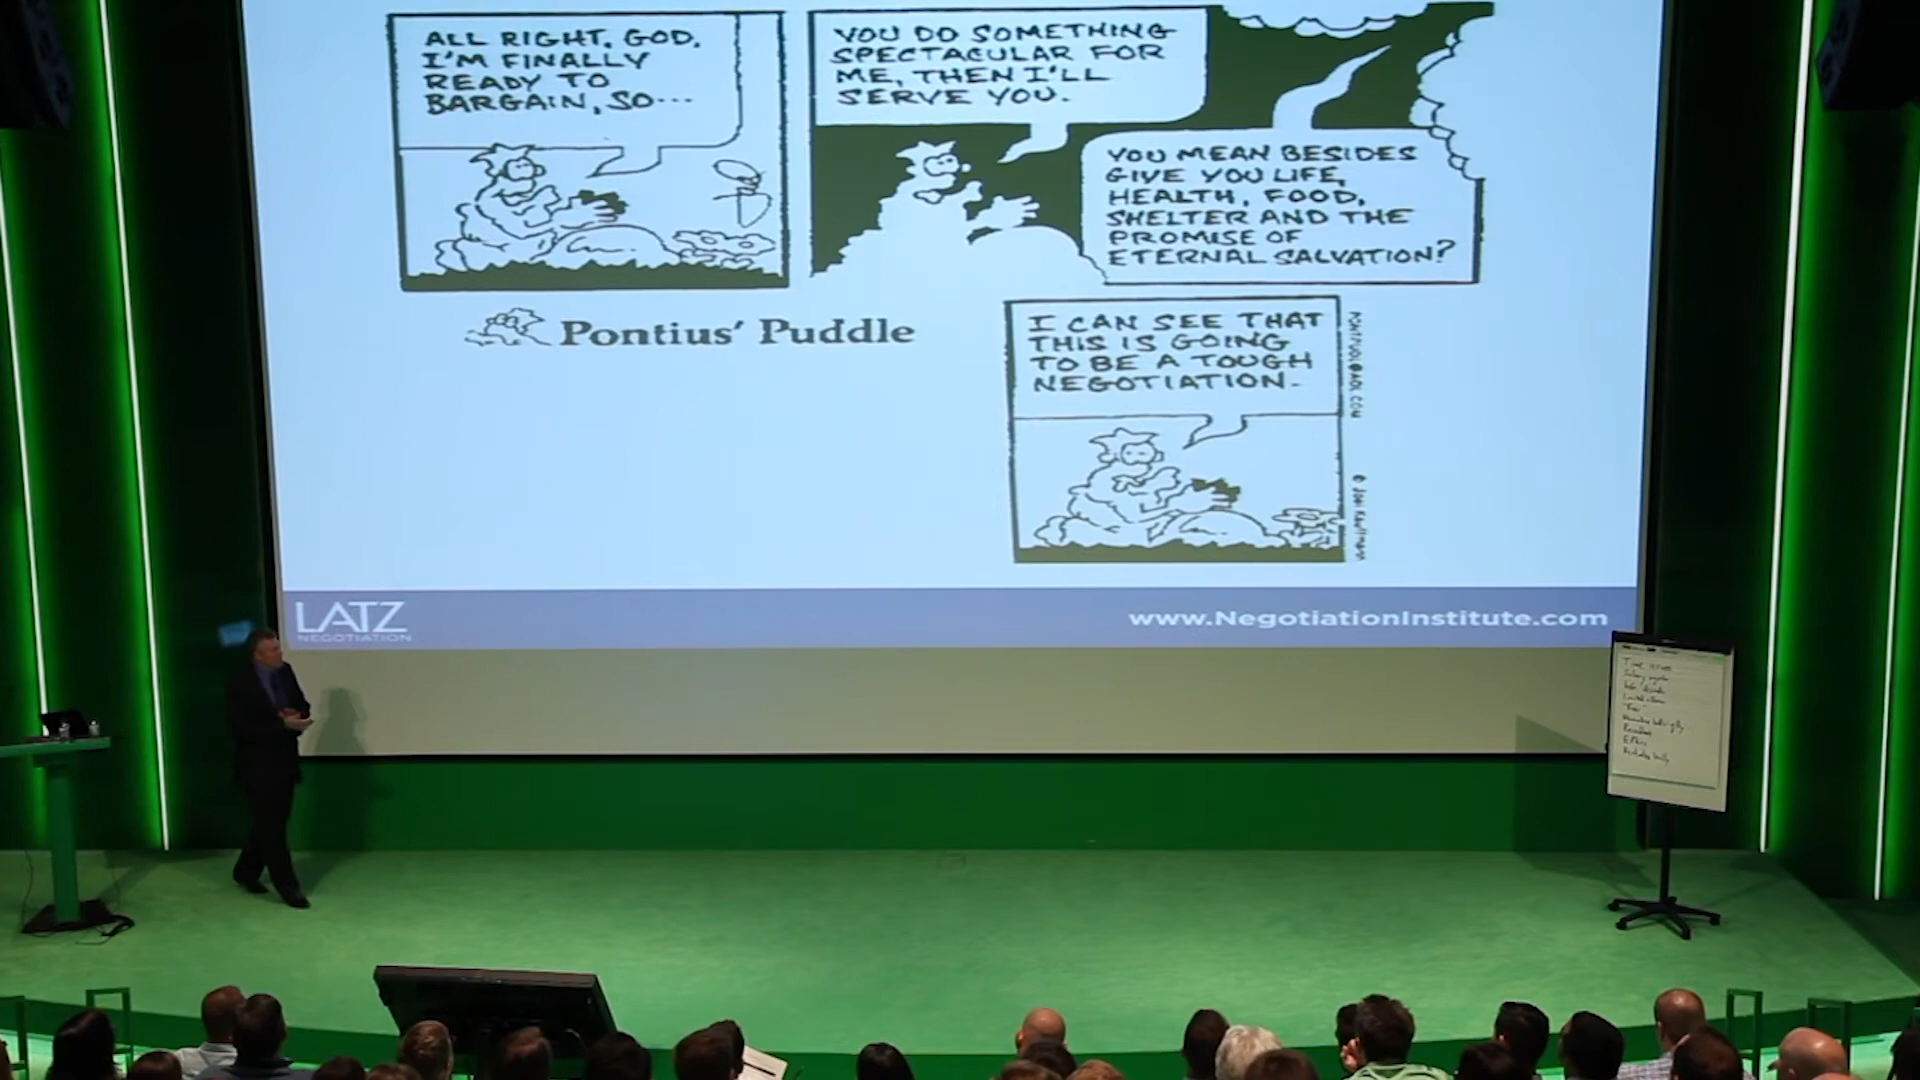 ALL RIGHT, GOD,
I'M FINALLY
READY TO
BARGAIN, SO...
YOU DO SOMETHING
SPECTACULAR FOR
ME, THEN I'LL
SERVE YOU.
YOU MEAN BESIDES
GIVE YOU LIFE,
HEALTH, FOOD,
SHELTER AND THE
PROMISE OF
ETERNAL SALVATION?
Pontius' Puddle
I CAN SEE THAT
THIS IS GOING
TO BE A TOUGH
NEGOTIATION.
© Joel Kauffmann
LATZ
NEGOTIATION
www.NegotiationInstitute.com